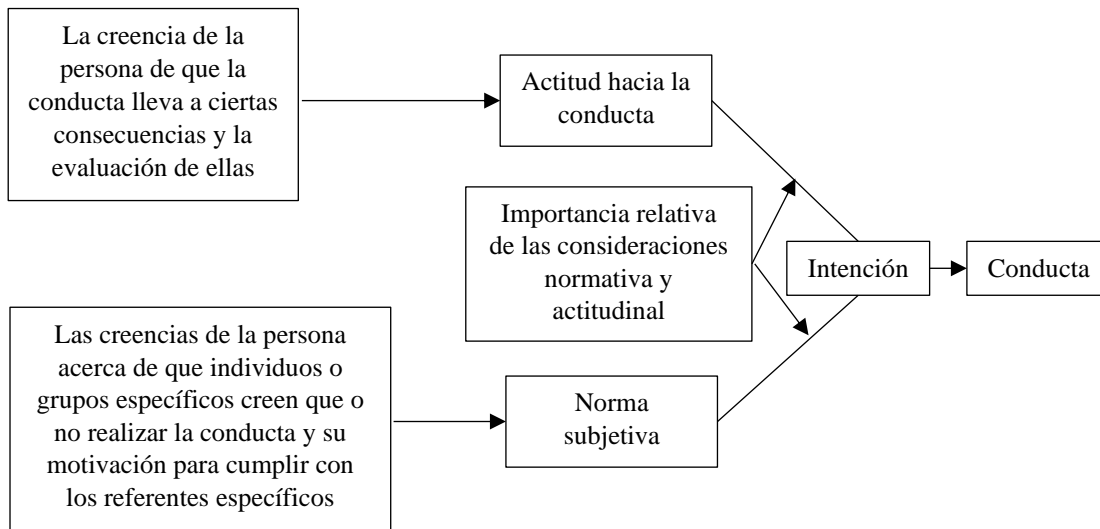 La creencia de la
persona de que la
conducta lleva a ciertas
consecuencias y la
evaluación de ellas
Actitud hacia la
conducta
Importancia relativa
de las consideraciones
normativa y
actitudinal
Intención
Conducta
Las creencias de la persona
acerca de que individuos o
grupos específicos creen que o
no realizar la conducta y su
motivación para cumplir con
los referentes específicos
Norma
subjetiva